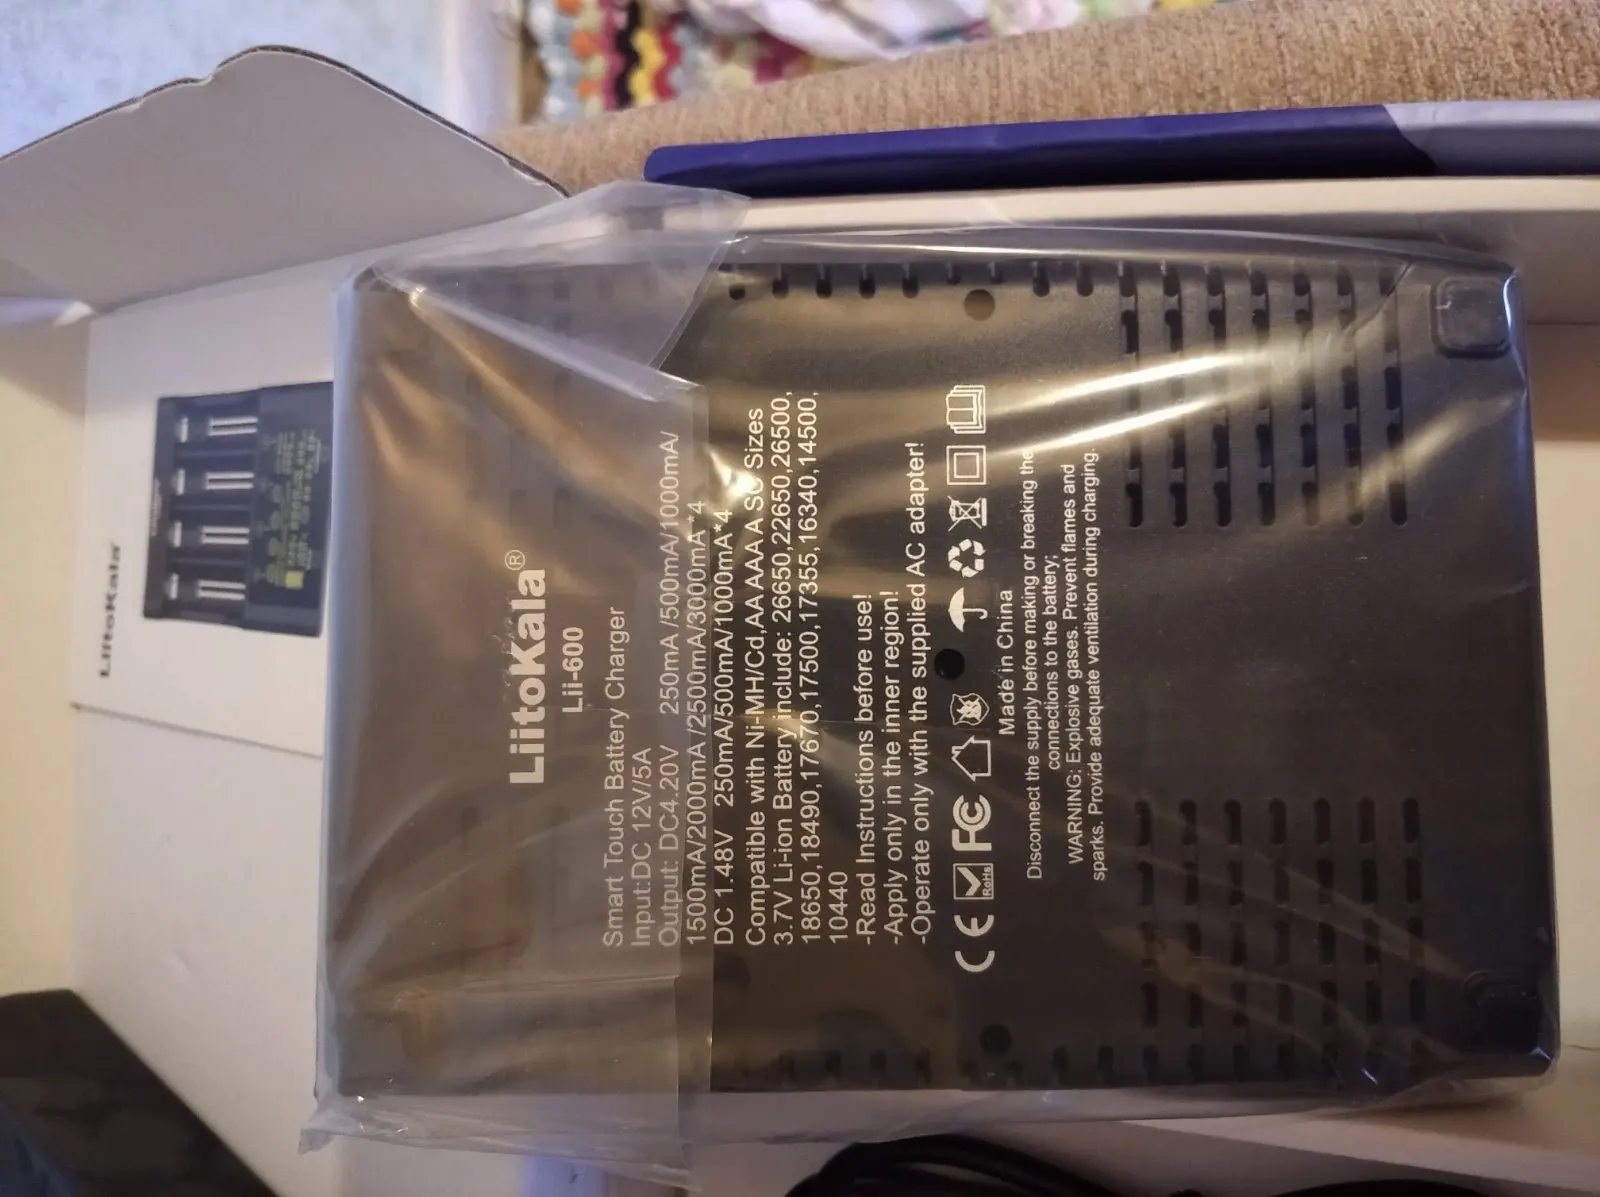 LiitoKala
LiitoKala®
Lii-600
Smart Touch Battery Charger
Input:DC 12V/5A
Output: DC4.20V 250mA /500mA/1000mA/
1500mA/2000mA /2500mA/3000mA*4
DC 1.48V 250mA/500mA/1000mA*4
Compatible with Ni-MH/Cd,AA AAA A SC Sizes
3.7V Li-ion Battery include: 26650,22650,26500,
18650,18490,17670,17500,17355,16340,14500,
10440
-Read Instructions before use!
-Apply only in the inner region!
-Operate only with the supplied AC adapter!
CE RoHS FC
Made in China
Disconnect the supply before making or breaking the
connections to the battery;
WARNING: Explosive gases. Prevent flames and
sparks. Provide adequate ventilation during charging.